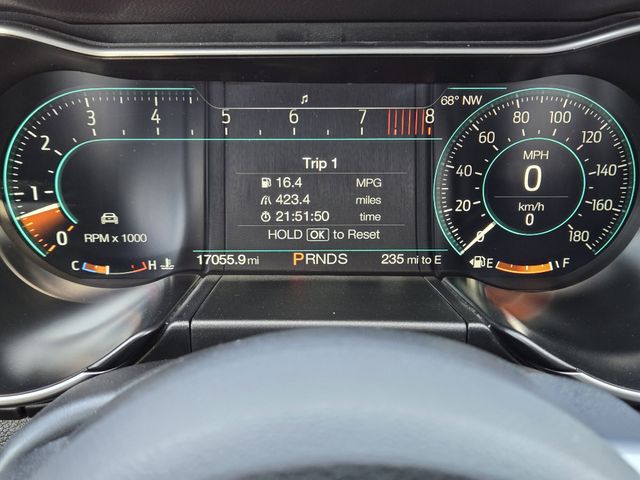 68° NW
0 1 2 3 4 5 6 7 8
RPM x 1000
C H
Trip 1
16.4 MPG
423.4 miles
21:51:50 time
HOLD OK to Reset
17055.9 mi PRNDS 235 mi to E
0 20 40 60 80 100 120 140 160 180
MPH
0
km/h
0
E F